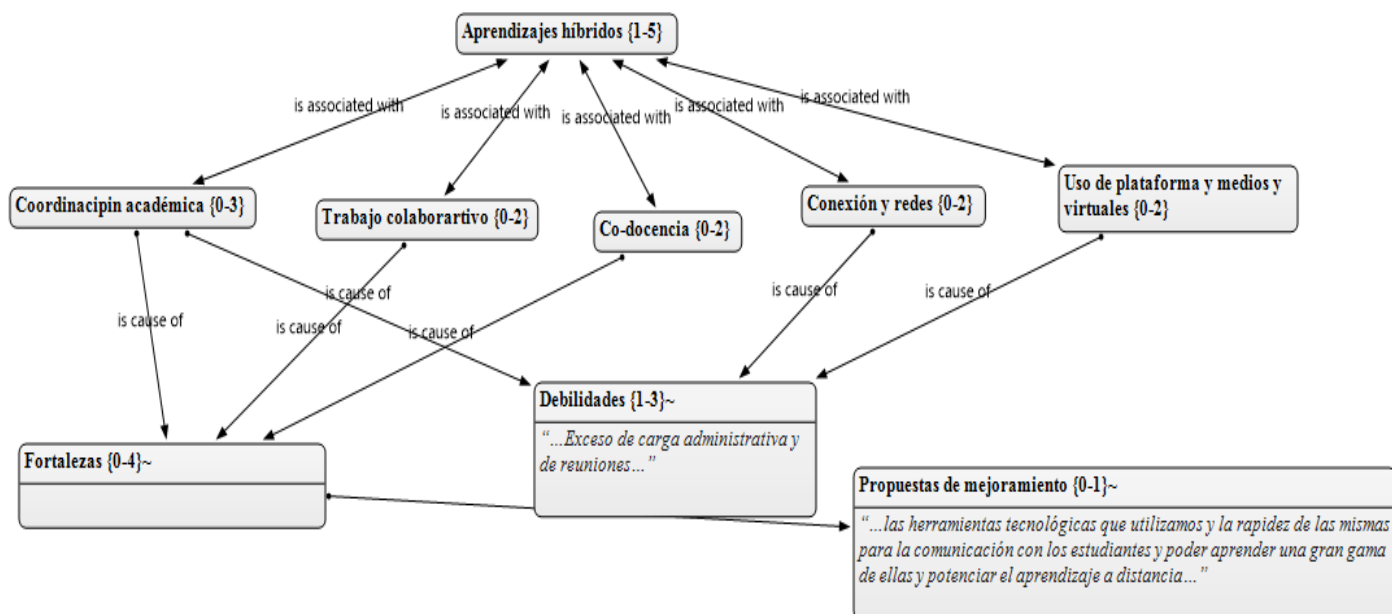 Aprendizajes híbridos {1-5}
is associated with
is associated with
is associated with
is associated with
is associated with
Coordinacipin académica {0-3}
Trabajo colaborartivo {0-2}
Co-docencia {0-2}
Conexión y redes {0-2}
Uso de plataforma y medios y
virtuales {0-2}
is cause of
is cause of
is cause of
is cause of
is cause of
is cause of
Fortalezas {0-4}~
Debilidades {1-3}~
“…Exceso de carga administrativa y
de reuniones…”
Propuestas de mejoramiento {0-1}~
“…las herramientas tecnológicas que utilizamos y la rapidez de las mismas
para la comunicación con los estudiantes y poder aprender una gran gama
de ellas y potenciar el aprendizaje a distancia…”